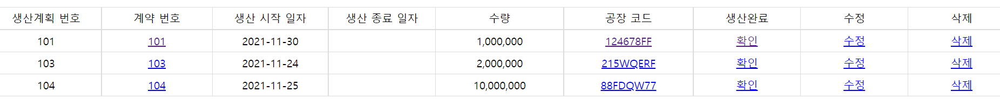 생산계획 번호 계약 번호 생산 시작 일자 생산 종료 일자 수량 공장 코드 생산완료 수정 삭제
101 101 2021-11-30 1,000,000 124678FF 확인 수정 삭제
103 103 2021-11-24 2,000,000 215WQERF 확인 수정 삭제
104 104 2021-11-25 10,000,000 88FDQW77 확인 수정 삭제